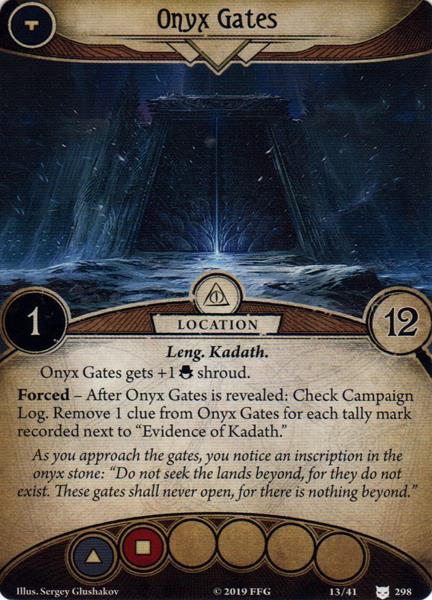 Onyx Gates
1
LOCATION
12
Leng. Kadath.
Onyx Gates gets +1 shroud.
Forced – After Onyx Gates is revealed: Check Campaign
Log. Remove 1 clue from Onyx Gates for each tally mark
recorded next to “Evidence of Kadath.”
As you approach the gates, you notice an inscription in the
onyx stone: “Do not seek the lands beyond, for they do not
exist. These gates shall never open, for there is nothing beyond.”
Illus. Sergey Glushakov © 2019 FFG 13/41 298